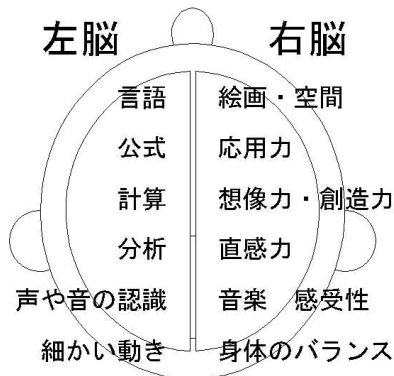 左脳 右脳
言語 絵画・空間
公式 応用力
計算 想像力・創造力
分析 直感力
声や音の認識 音楽 感受性
細かい動き 身体のバランス